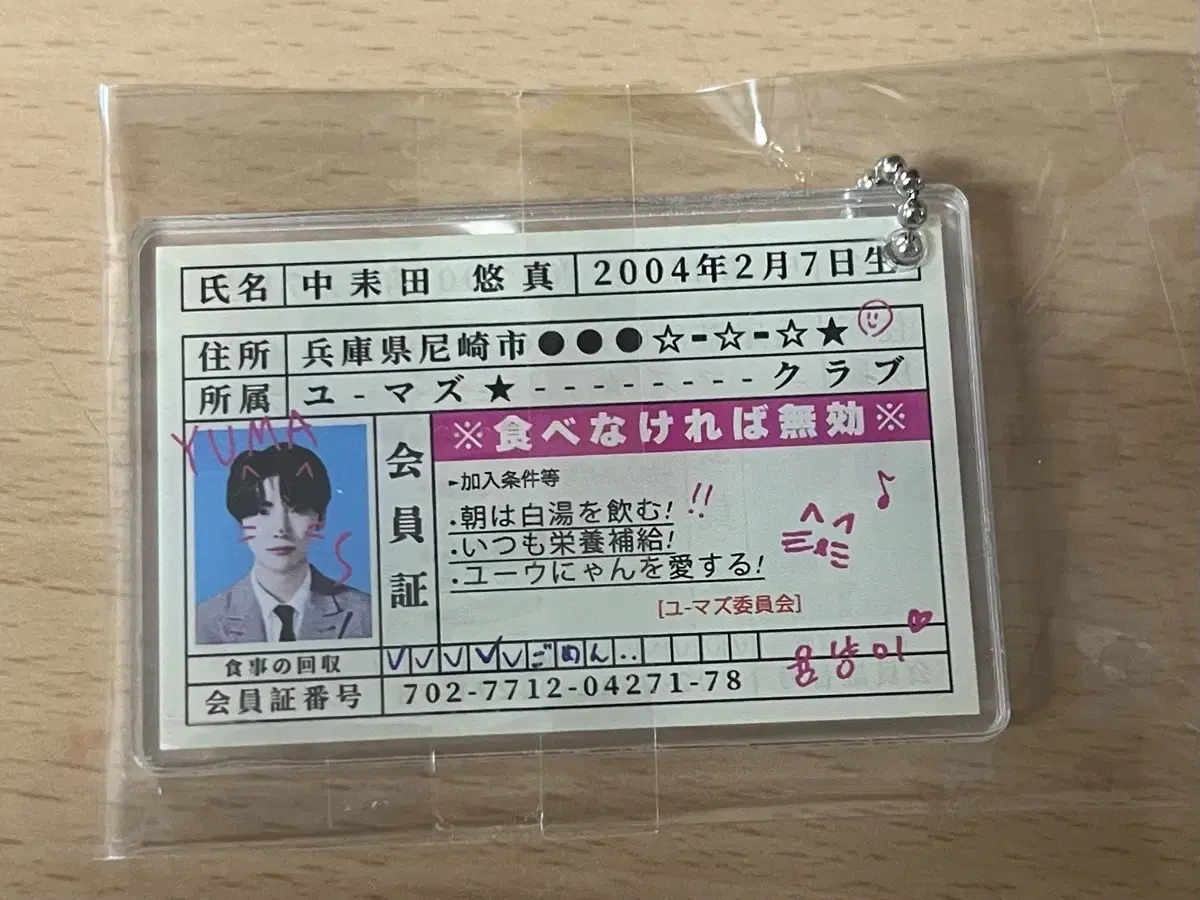 氏名 中耒田 悠真 2004年2月7日生
住所 兵庫県尼崎市●●●☆-☆-☆★
所属 ユ-マズ★--------クラブ
YUMA
S
会員証
※食べなければ無効※
►加入条件等
.朝は白湯を飲む! !!
.いつも栄養補給!
.ユーウにゃんを愛する!
[ユ-マズ委員会]
食事の回収 ✓✓✓✓✓ごめん..
윰냥이
会員証番号 702-7712-04271-78